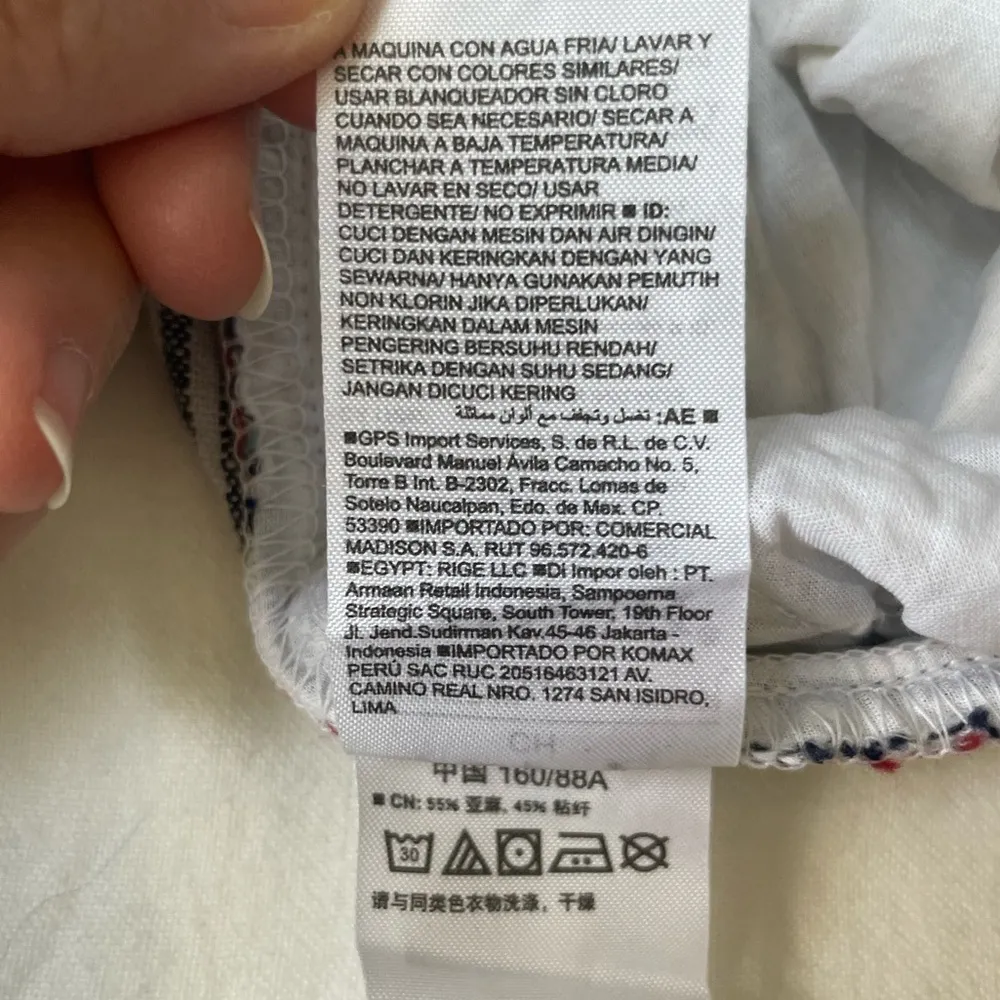 A MAQUINA CON AGUA FRIA/ LAVAR Y
SECAR CON COLORES SIMILARES/
USAR BLANQUEADOR SIN CLORO
CUANDO SEA NECESARIO/ SECAR A
MAQUINA A BAJA TEMPERATURA/
PLANCHAR A TEMPERATURA MEDIA/
NO LAVAR EN SECO/ USAR
DETERGENTE/ NO EXPRIMIR ■ ID:
CUCI DENGAN MESIN DAN AIR DINGIN/
CUCI DAN KERINGKAN DENGAN YANG
SEWARNA/ HANYA GUNAKAN PEMUTIH
NON KLORIN JIKA DIPERLUKAN/
KERINGKAN DALAM MESIN
PENGERING BERSUHU RENDAH/
SETRIKA DENGAN SUHU SEDANG/
JANGAN DICUCI KERING
■ AE: تغسل وتجفف مع ألوان مماثلة
■GPS Import Services, S. de R.L. de C.V.
Boulevard Manuel Ávila Camacho No. 5,
Torre B Int. B-2302, Fracc. Lomas de
Sotelo Naucalpan, Edo. de Mex. CP.
53390 ■IMPORTADO POR: COMERCIAL
MADISON S.A. RUT 96.572.420-6
■EGYPT: RIGE LLC ■Di Impor oleh : PT.
Armaan Retail Indonesia, Sampoerna
Strategic Square, South Tower, 19th Floor
Jl. Jend.Sudirman Kav.45-46 Jakarta -
Indonesia ■IMPORTADO POR KOMAX
PERÚ SAC RUC 20516463121 AV.
CAMINO REAL NRO. 1274 SAN ISIDRO,
LIMA
CH
中国 160/88A
■ CN: 55% 亚麻, 45% 粘纤
30
请与同类色衣物洗涤, 干燥